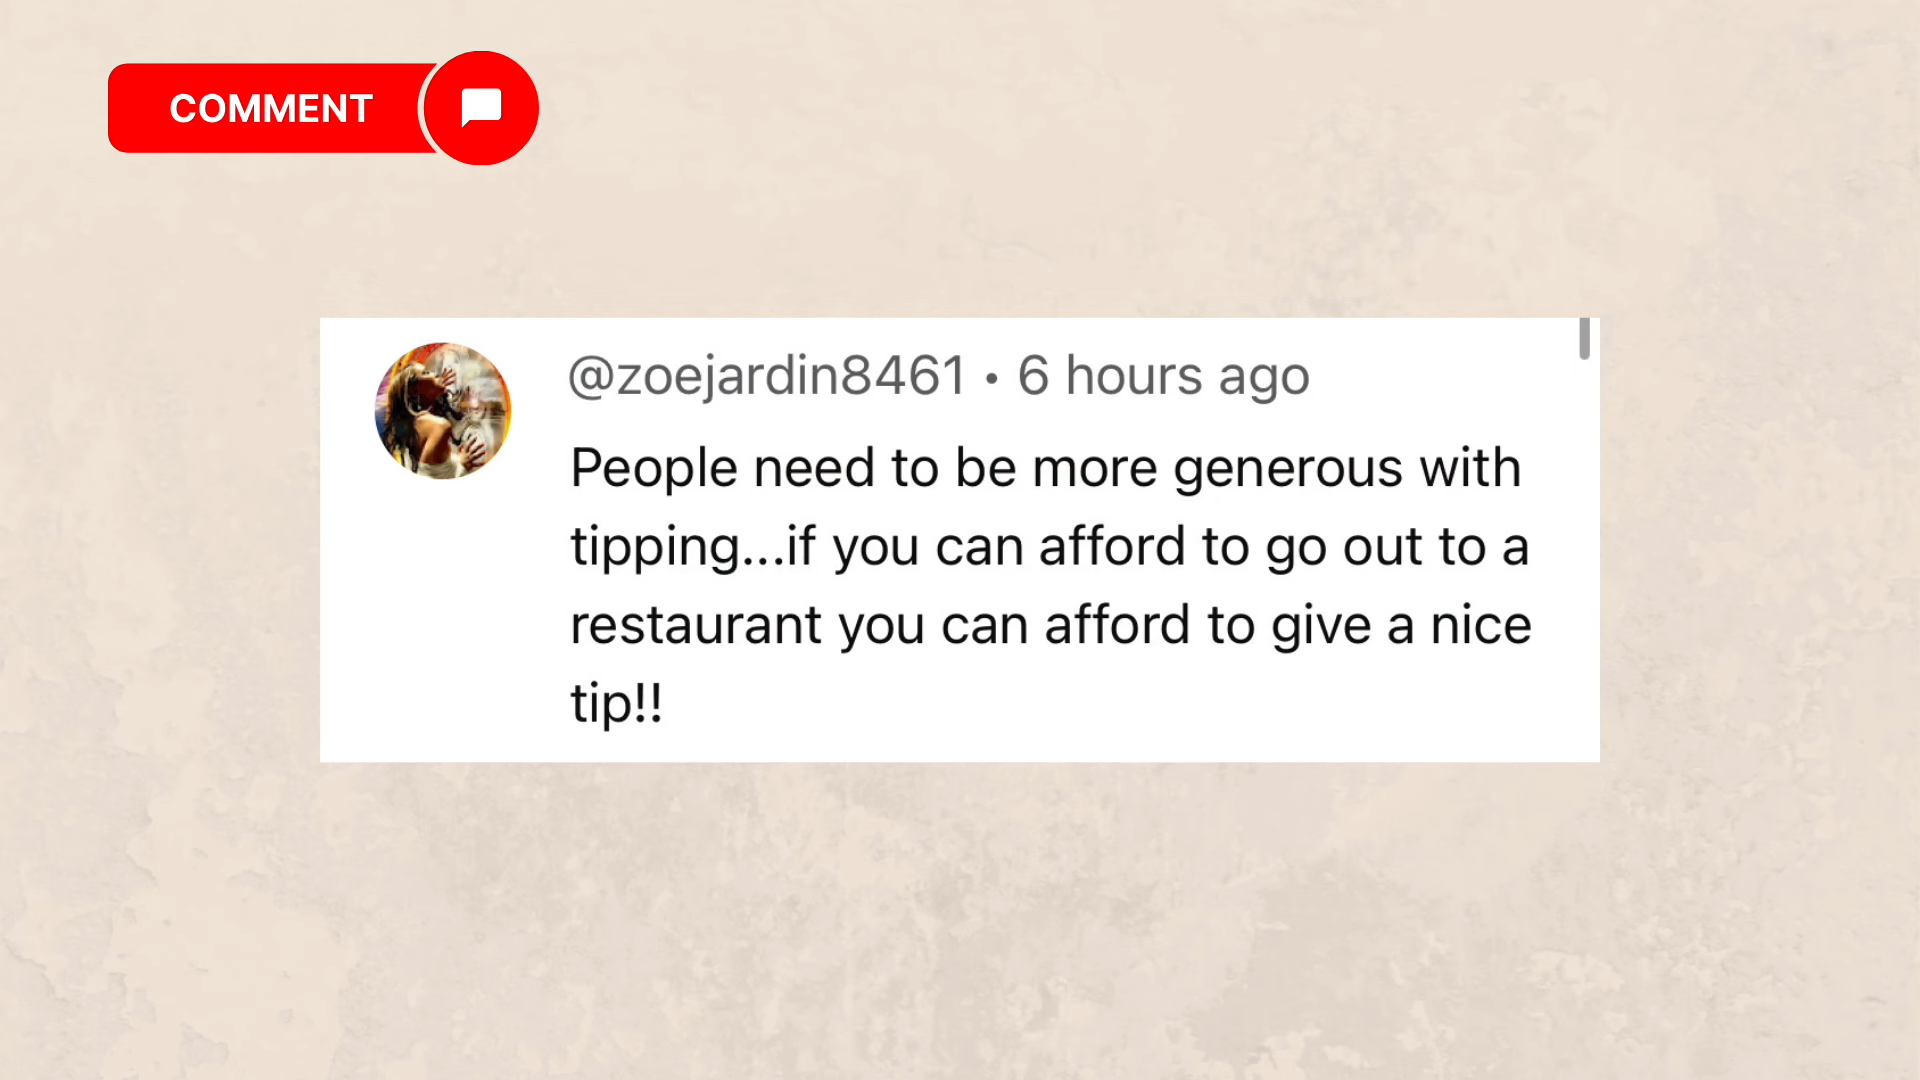 COMMENT
@zoejardin8461 • 6 hours ago
People need to be more generous with
tipping...if you can afford to go out to a
restaurant you can afford to give a nice
tip!!